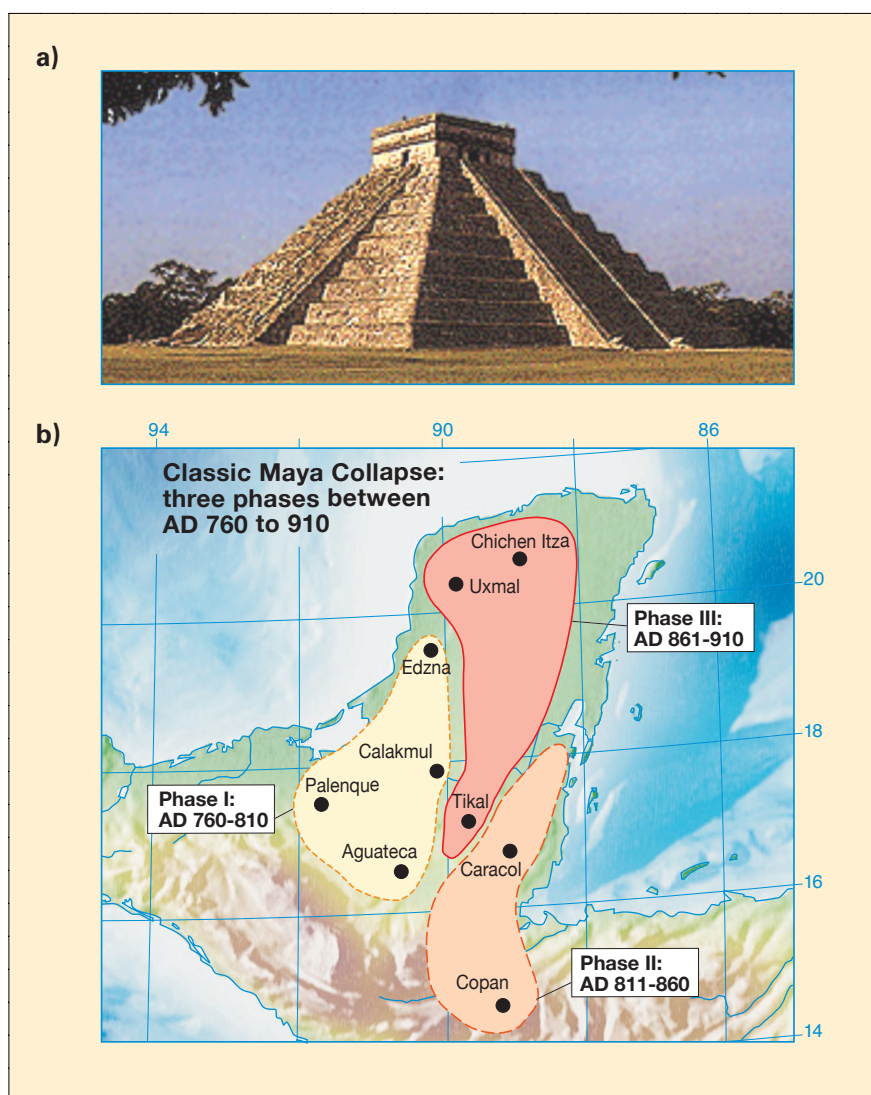 a)
b)
94
90
86
Classic Maya Collapse:
three phases between
AD 760 to 910
Chichen Itza
Uxmal
20
Phase III:
AD 861-910
Edzna
18
Calakmul
Palenque
Phase I:
AD 760-810
Tikal
Aguateca
Caracol
16
Phase II:
AD 811-860
Copan
14